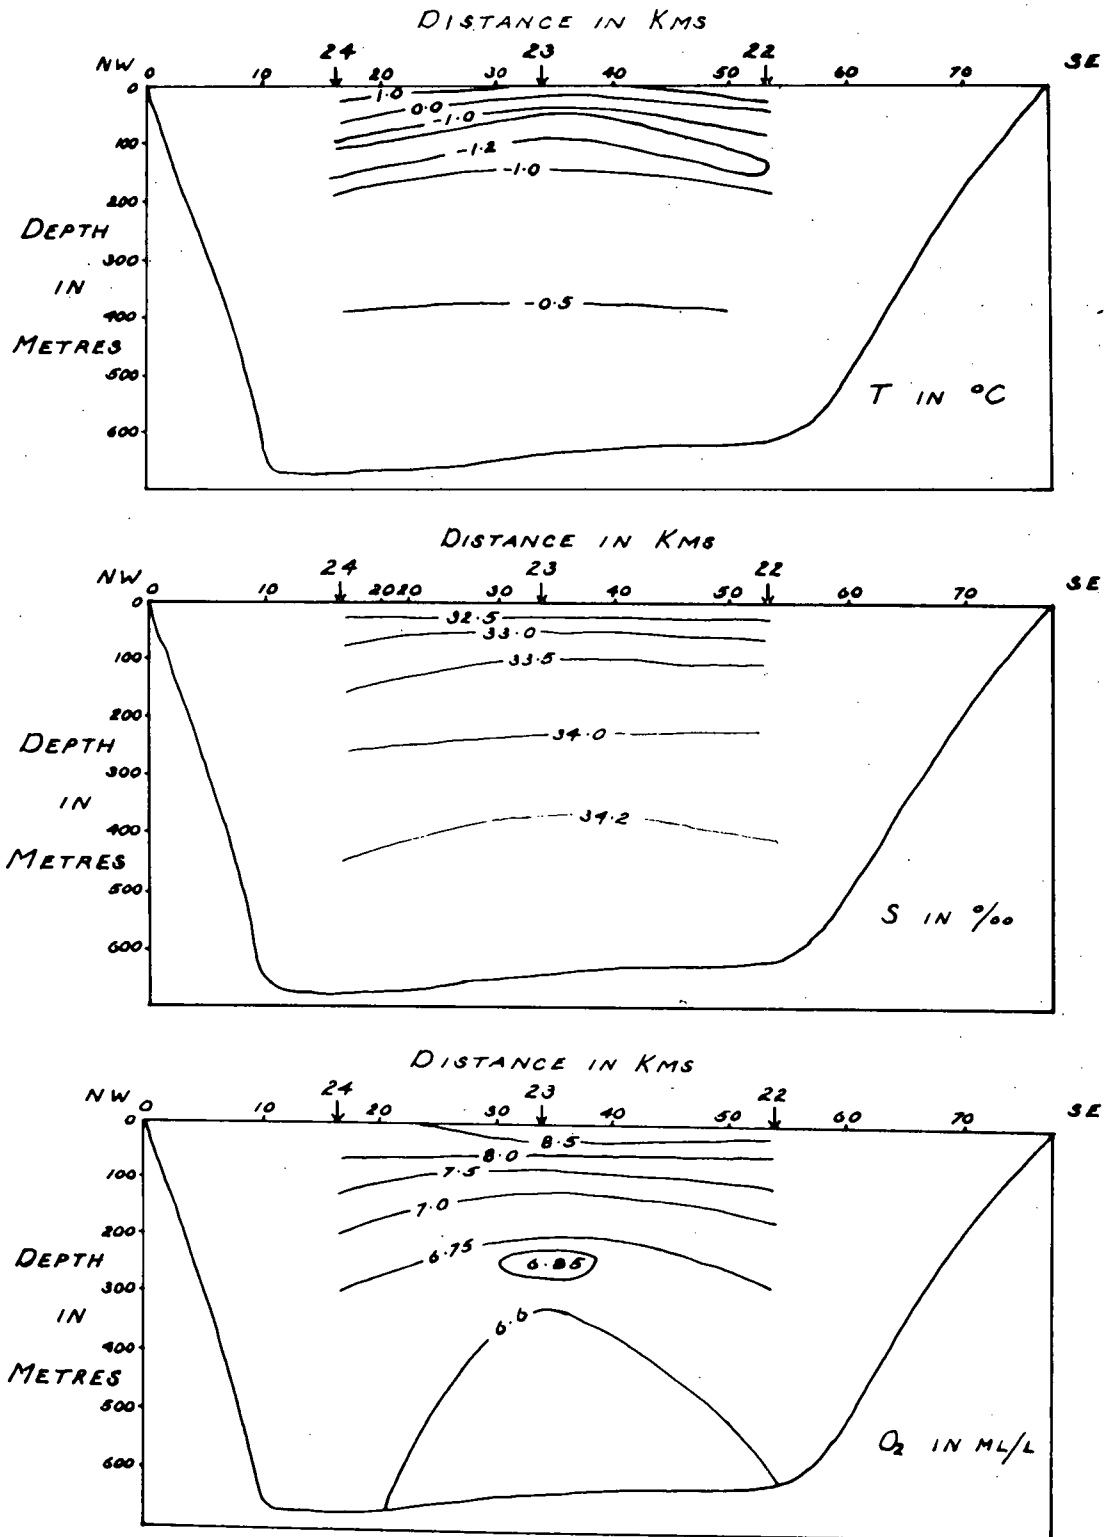 DISTANCE IN KMS
24 23 22
NW 0 10 20 30 40 50 60 70 SE
0
1.0
0.0
-1.0
100
-1.2
-1.0
200
DEPTH
300
IN
-0.5
400
METRES
500
T IN °C
600
DISTANCE IN KMS
24 23 22
NW 0 10 2020 30 40 50 60 70 SE
0
32.5
33.0
100
33.5
200
34.0
DEPTH
300
IN
34.2
400
METRES
500
S IN ‰
600
DISTANCE IN KMS
24 23 22
NW 0 10 20 30 40 50 60 70 SE
0
8.5
8.0
100
7.5
7.0
200
6.75
DEPTH
300
IN
6.6
400
METRES
500
O₂ IN ML/L
600